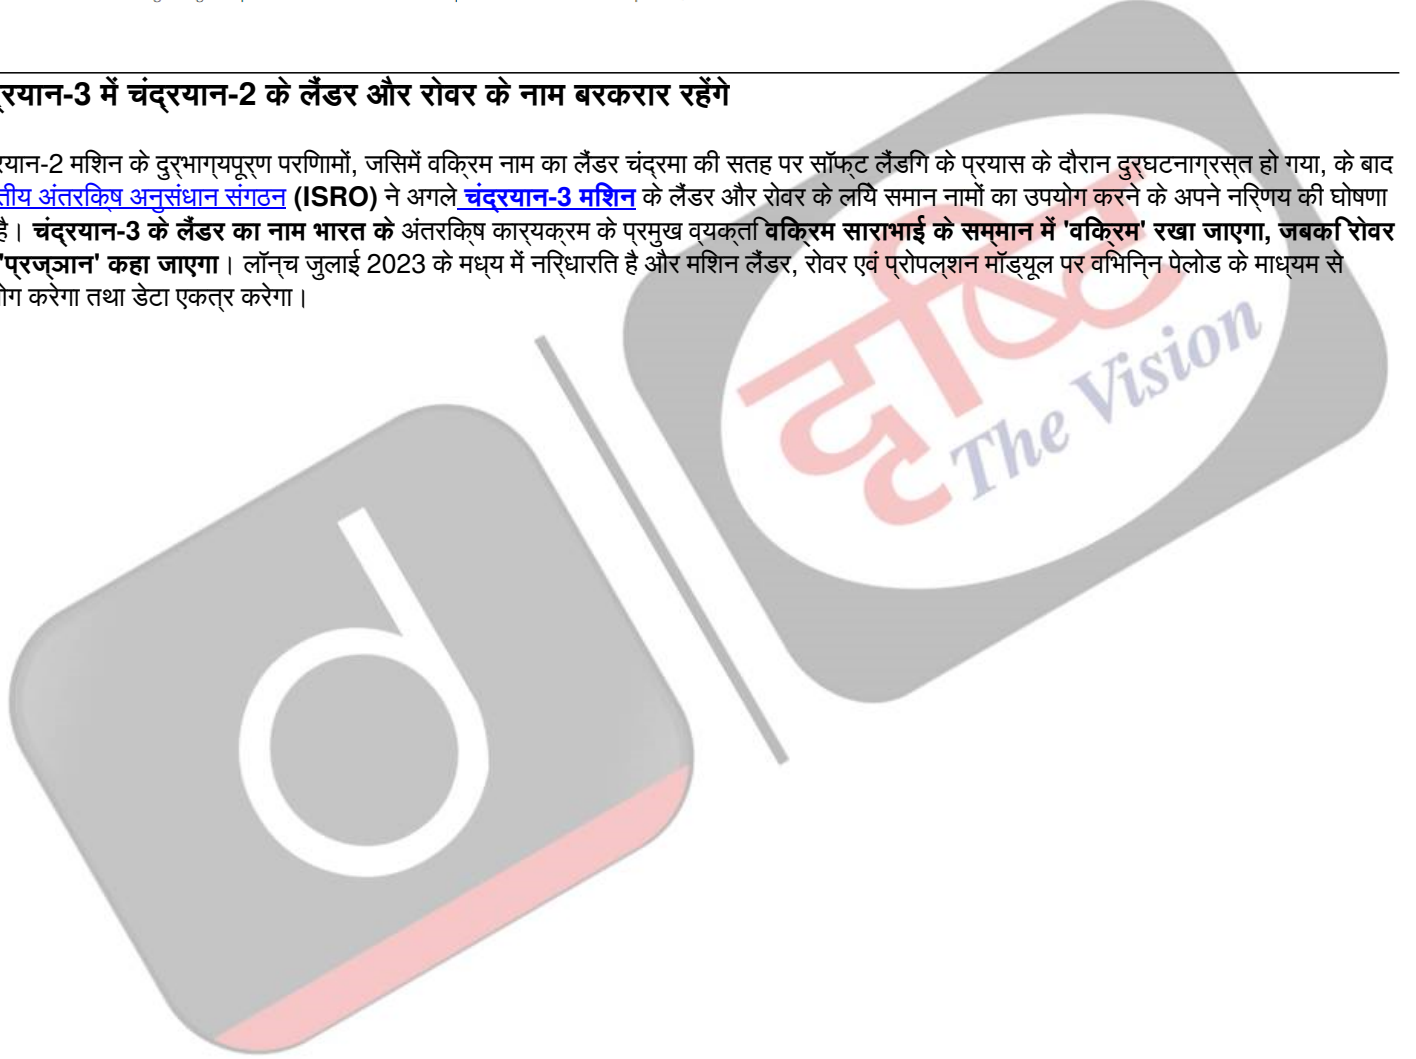 ्रयान-3 में चंद्रयान-2 के लैंडर और रोवर के नाम बरकरार रहेंगे
रयान-2 मिशन के दुर्भाग्यपूर्ण परिणामों, जिसमें विक्रम नाम का लैंडर चंद्रमा की सतह पर सॉफ्ट लैंडिंग के प्रयास के दौरान दुर्घटनाग्रस्त हो गया, के बाद
तीय अंतरिक्ष अनुसंधान संगठन (ISRO) ने अगले चंद्रयान-3 मिशन के लैंडर और रोवर के लिये समान नामों का उपयोग करने के अपने निर्णय की घोषणा
है। चंद्रयान-3 के लैंडर का नाम भारत के अंतरिक्ष कार्यक्रम के प्रमुख व्यक्ति विक्रम साराभाई के सम्मान में 'विक्रम' रखा जाएगा, जबकि रोवर
'प्रज्ञान' कहा जाएगा। लॉन्च जुलाई 2023 के मध्य में निर्धारित है और मिशन लैंडर, रोवर एवं प्रोपल्शन मॉड्यूल पर विभिन्न पेलोड के माध्यम से
ोग करेगा तथा डेटा एकत्र करेगा।
दृष्टि
The Vision
d